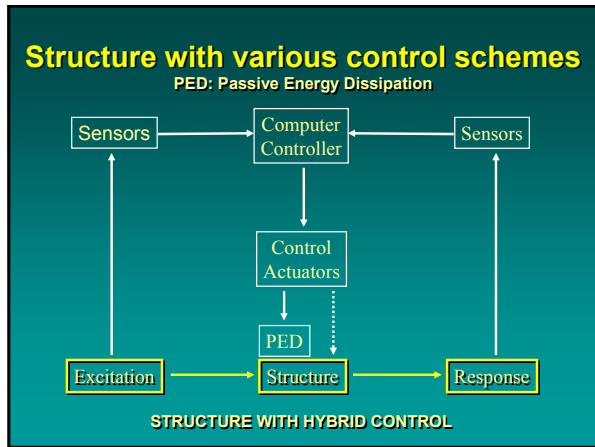 Structure with various control schemes
PED: Passive Energy Dissipation
Sensors
Computer
Controller
Sensors
Control
Actuators
PED
Excitation
Structure
Response
STRUCTURE WITH HYBRID CONTROL